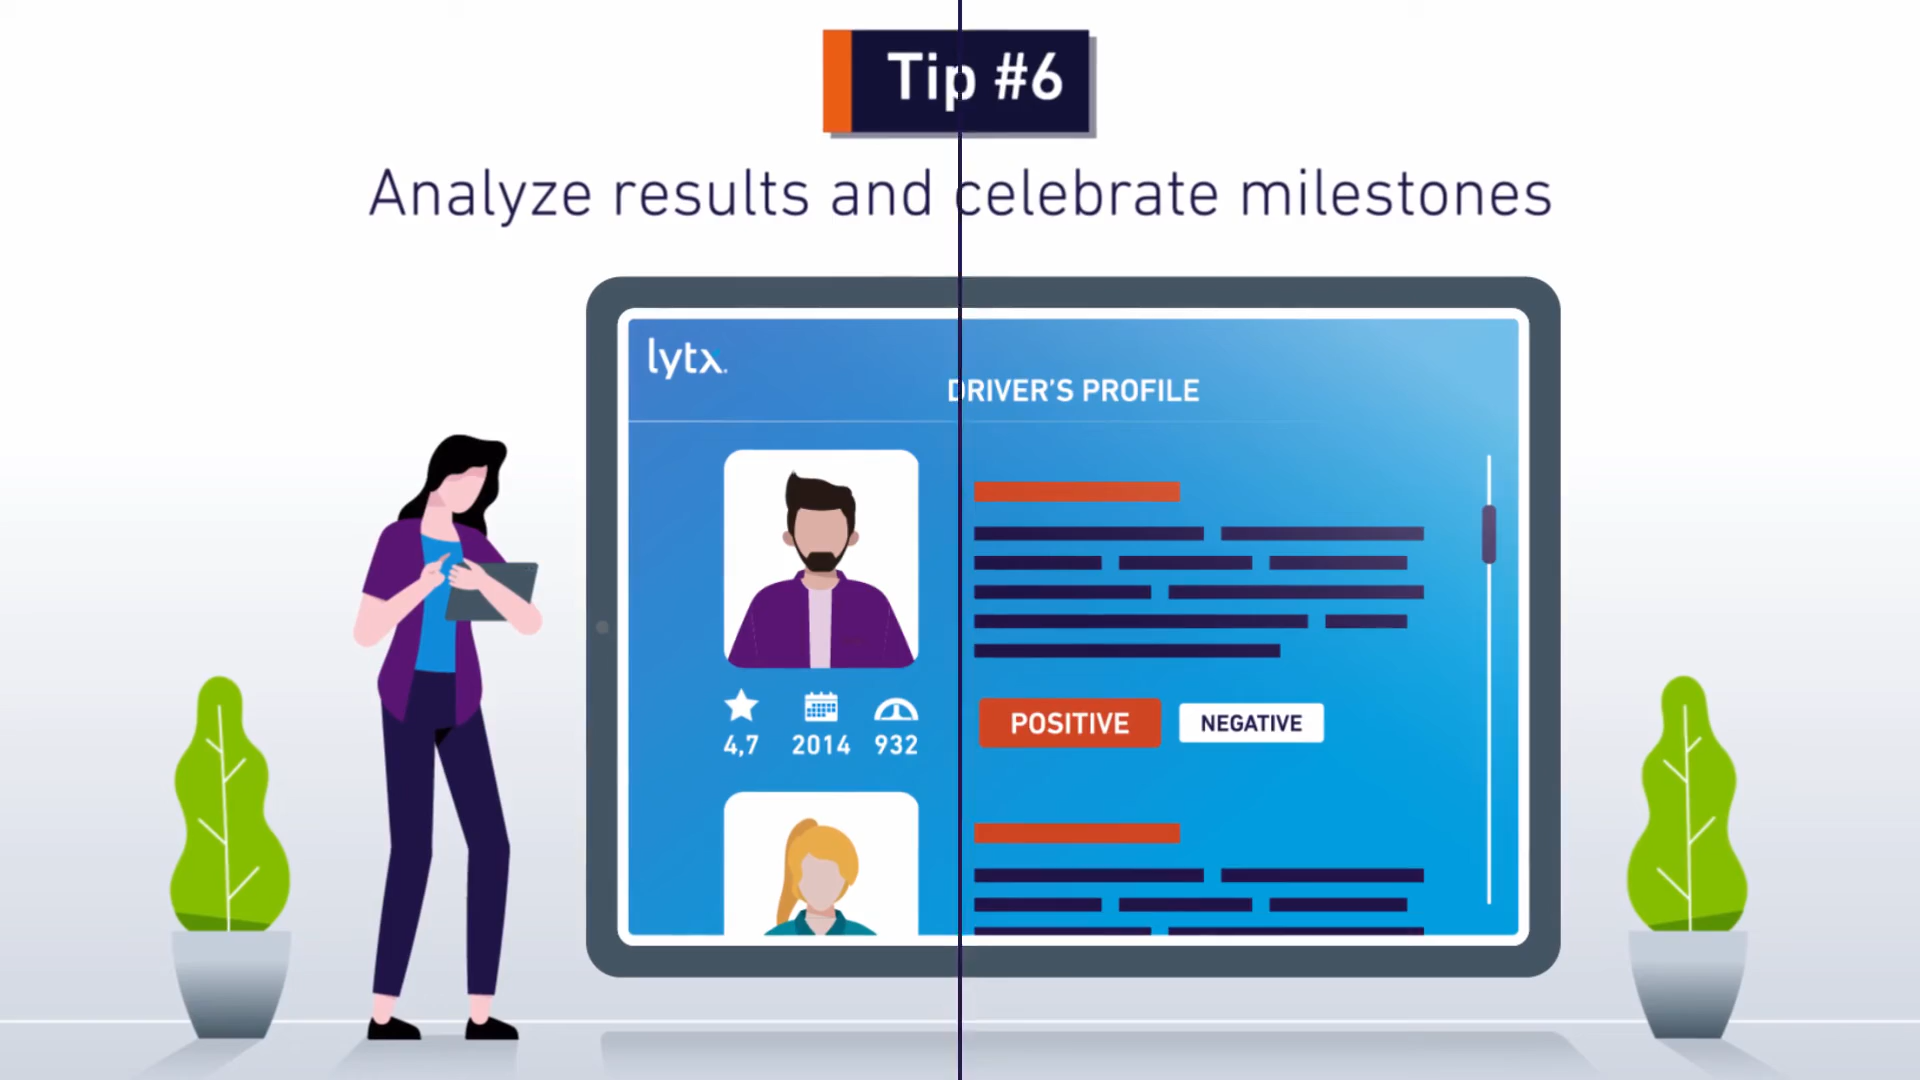 Tip #6
Analyze results and celebrate milestones
lytx.
DRIVER’S PROFILE
4,7 2014 932
POSITIVE NEGATIVE